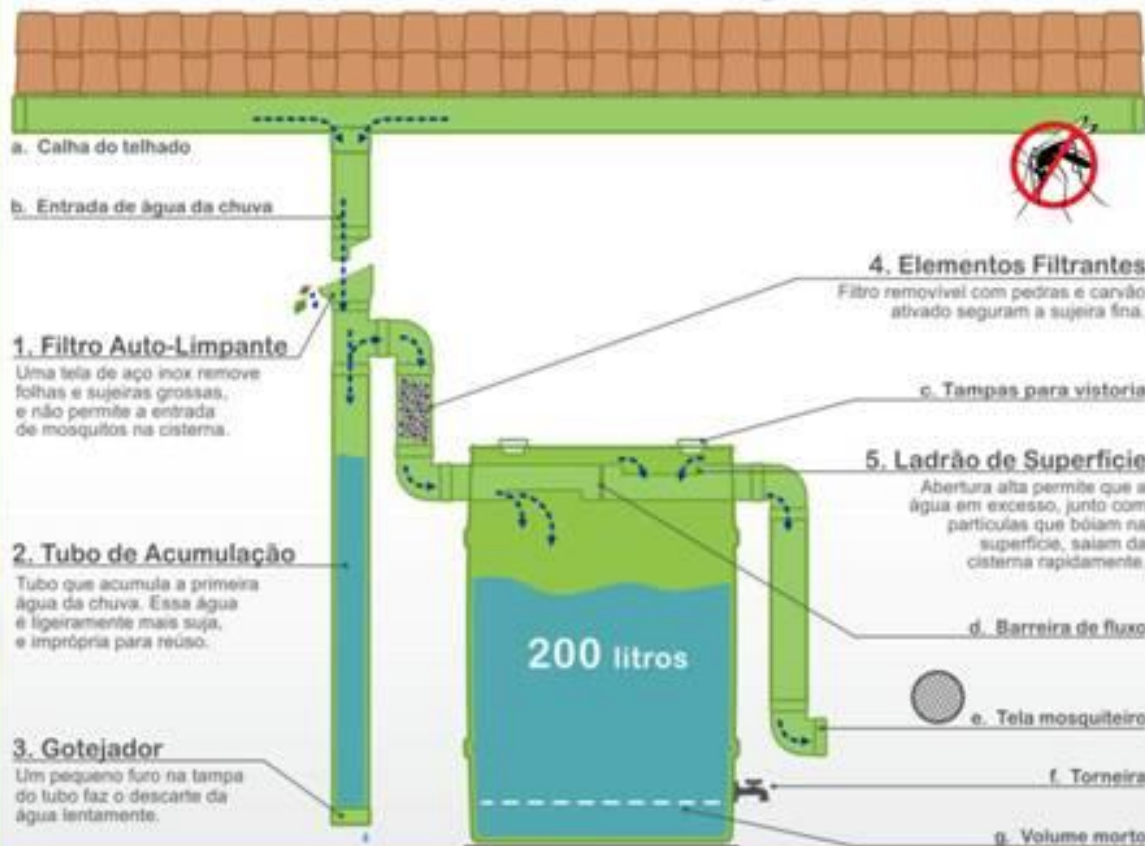 a. Calha do telhado
b. Entrada de água da chuva
1. Filtro Auto-Limpante
Uma tela de aço inox remove
folhas e sujeiras grossas,
e não permite a entrada
de mosquitos na cisterna.
2. Tubo de Acumulação
Tubo que acumula a primeira
água da chuva. Essa água
é ligeiramente mais suja,
e imprópria para reúso.
3. Gotejador
Um pequeno furo na tampa
do tubo faz o descarte da
água lentamente.
200 litros
4. Elementos Filtrantes
Filtro removível com pedras e carvão
ativado seguram a sujeira fina.
c. Tampas para vistoria
5. Ladrão de Superfície
Abertura alta permite que a
água em excesso, junto com
partículas que bóiam na
superfície, saiam da
cisterna rapidamente.
d. Barreira de fluxo
e. Tela mosquiteiro
f. Torneira
g. Volume morto